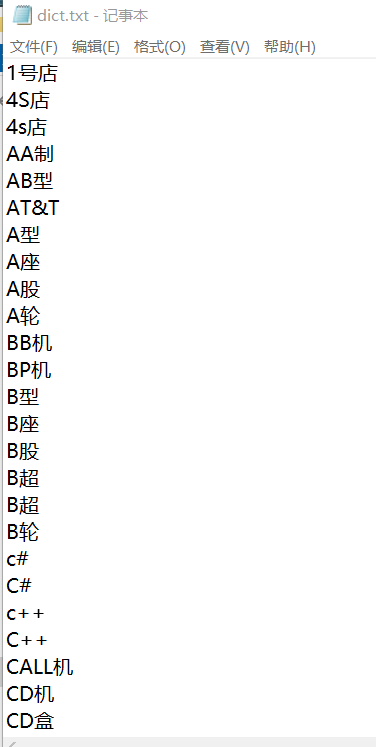 dict.txt - 记事本
文件(F) 编辑(E) 格式(O) 查看(V) 帮助(H)
1号店
4S店
4s店
AA制
AB型
AT&T
A型
A座
A股
A轮
BB机
BP机
B型
B座
B股
B超
B超
B轮
c#
C#
c++
C++
CALL机
CD机
CD盒